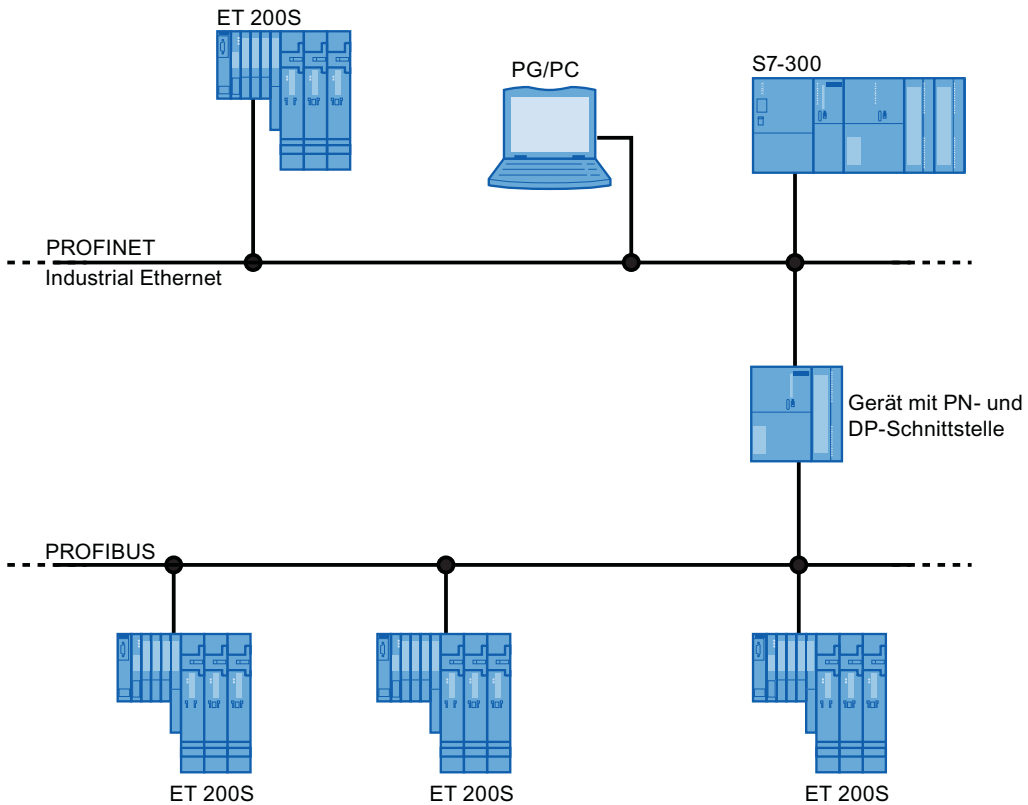 ET 200S
PG/PC
S7-300
PROFINET
Industrial Ethernet
Gerät mit PN- und
DP-Schnittstelle
PROFIBUS
ET 200S
ET 200S
ET 200S